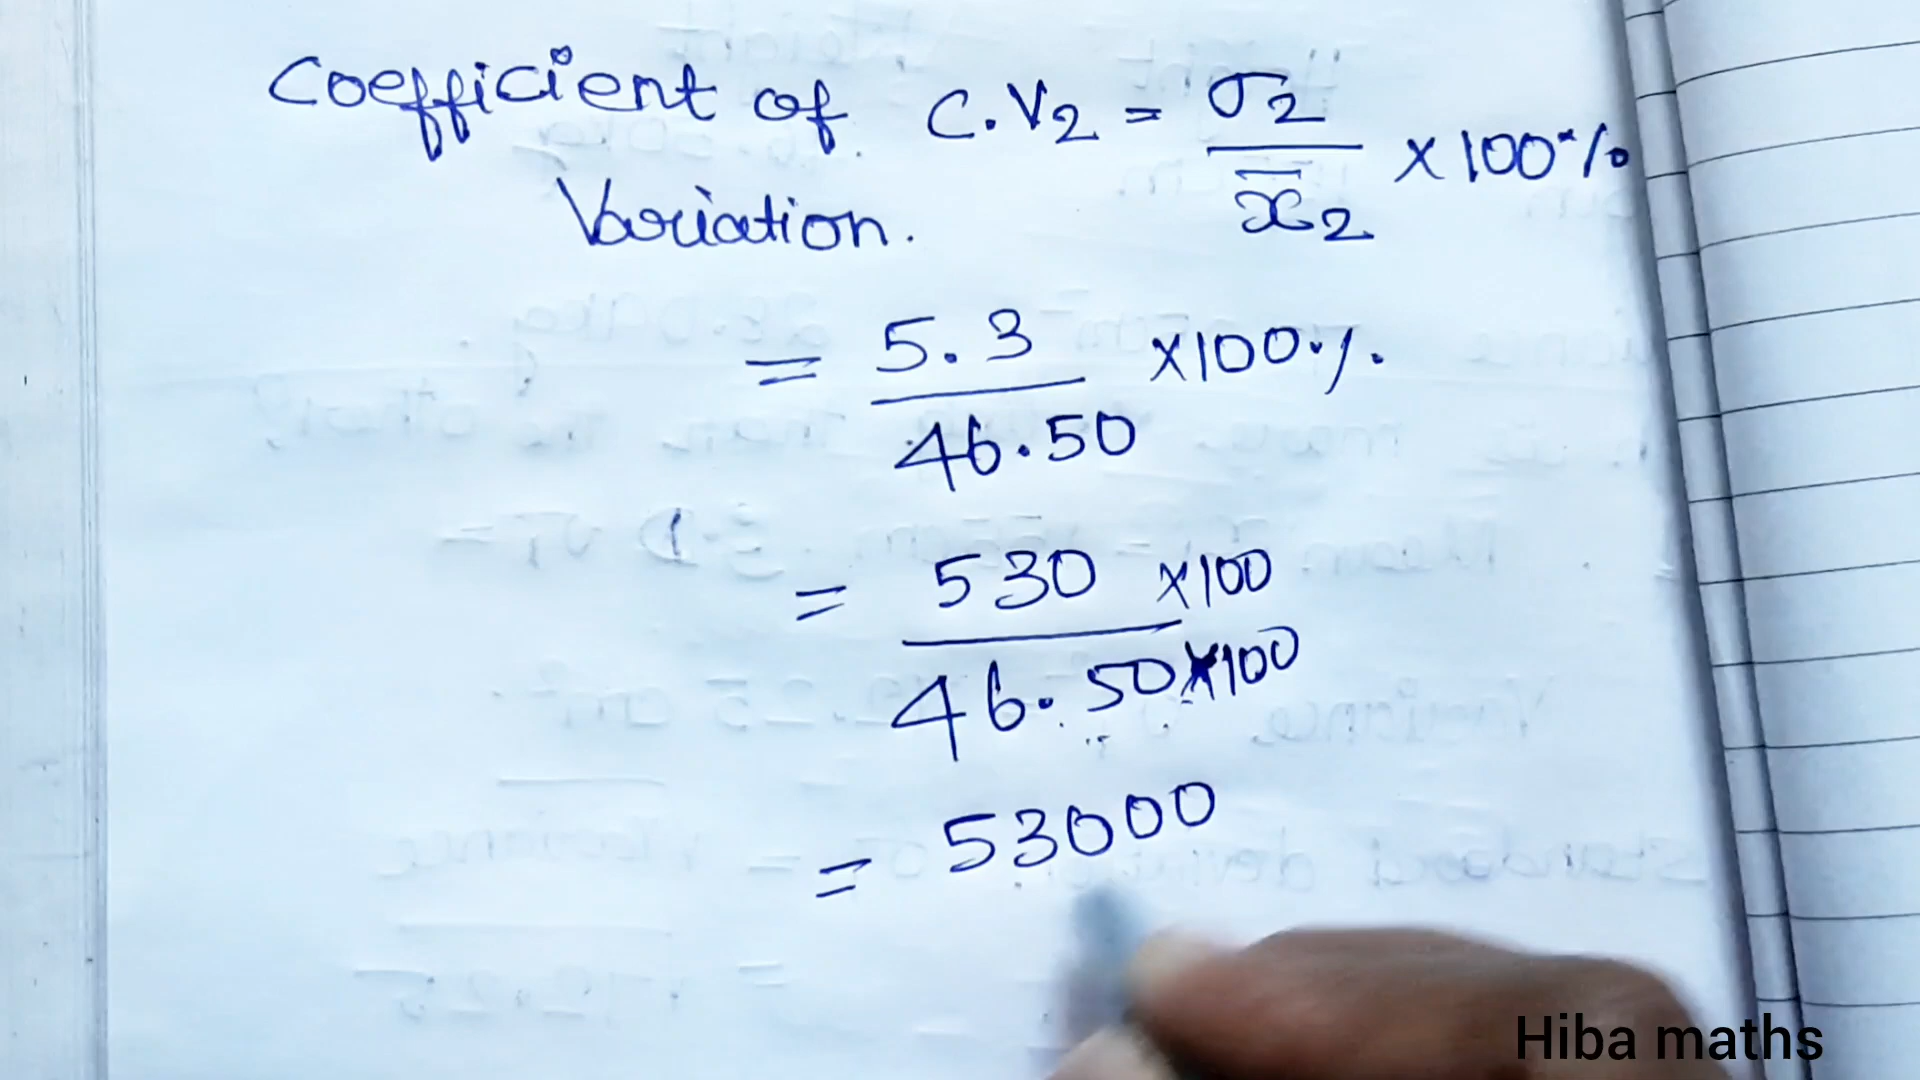 Coefficient of C.V2 = σ2 / x̄2 × 100%
Variation.
= 5.3 / 46.50 ×100%
= 530 ×100 / 46.50×100
= 53000
Hiba maths